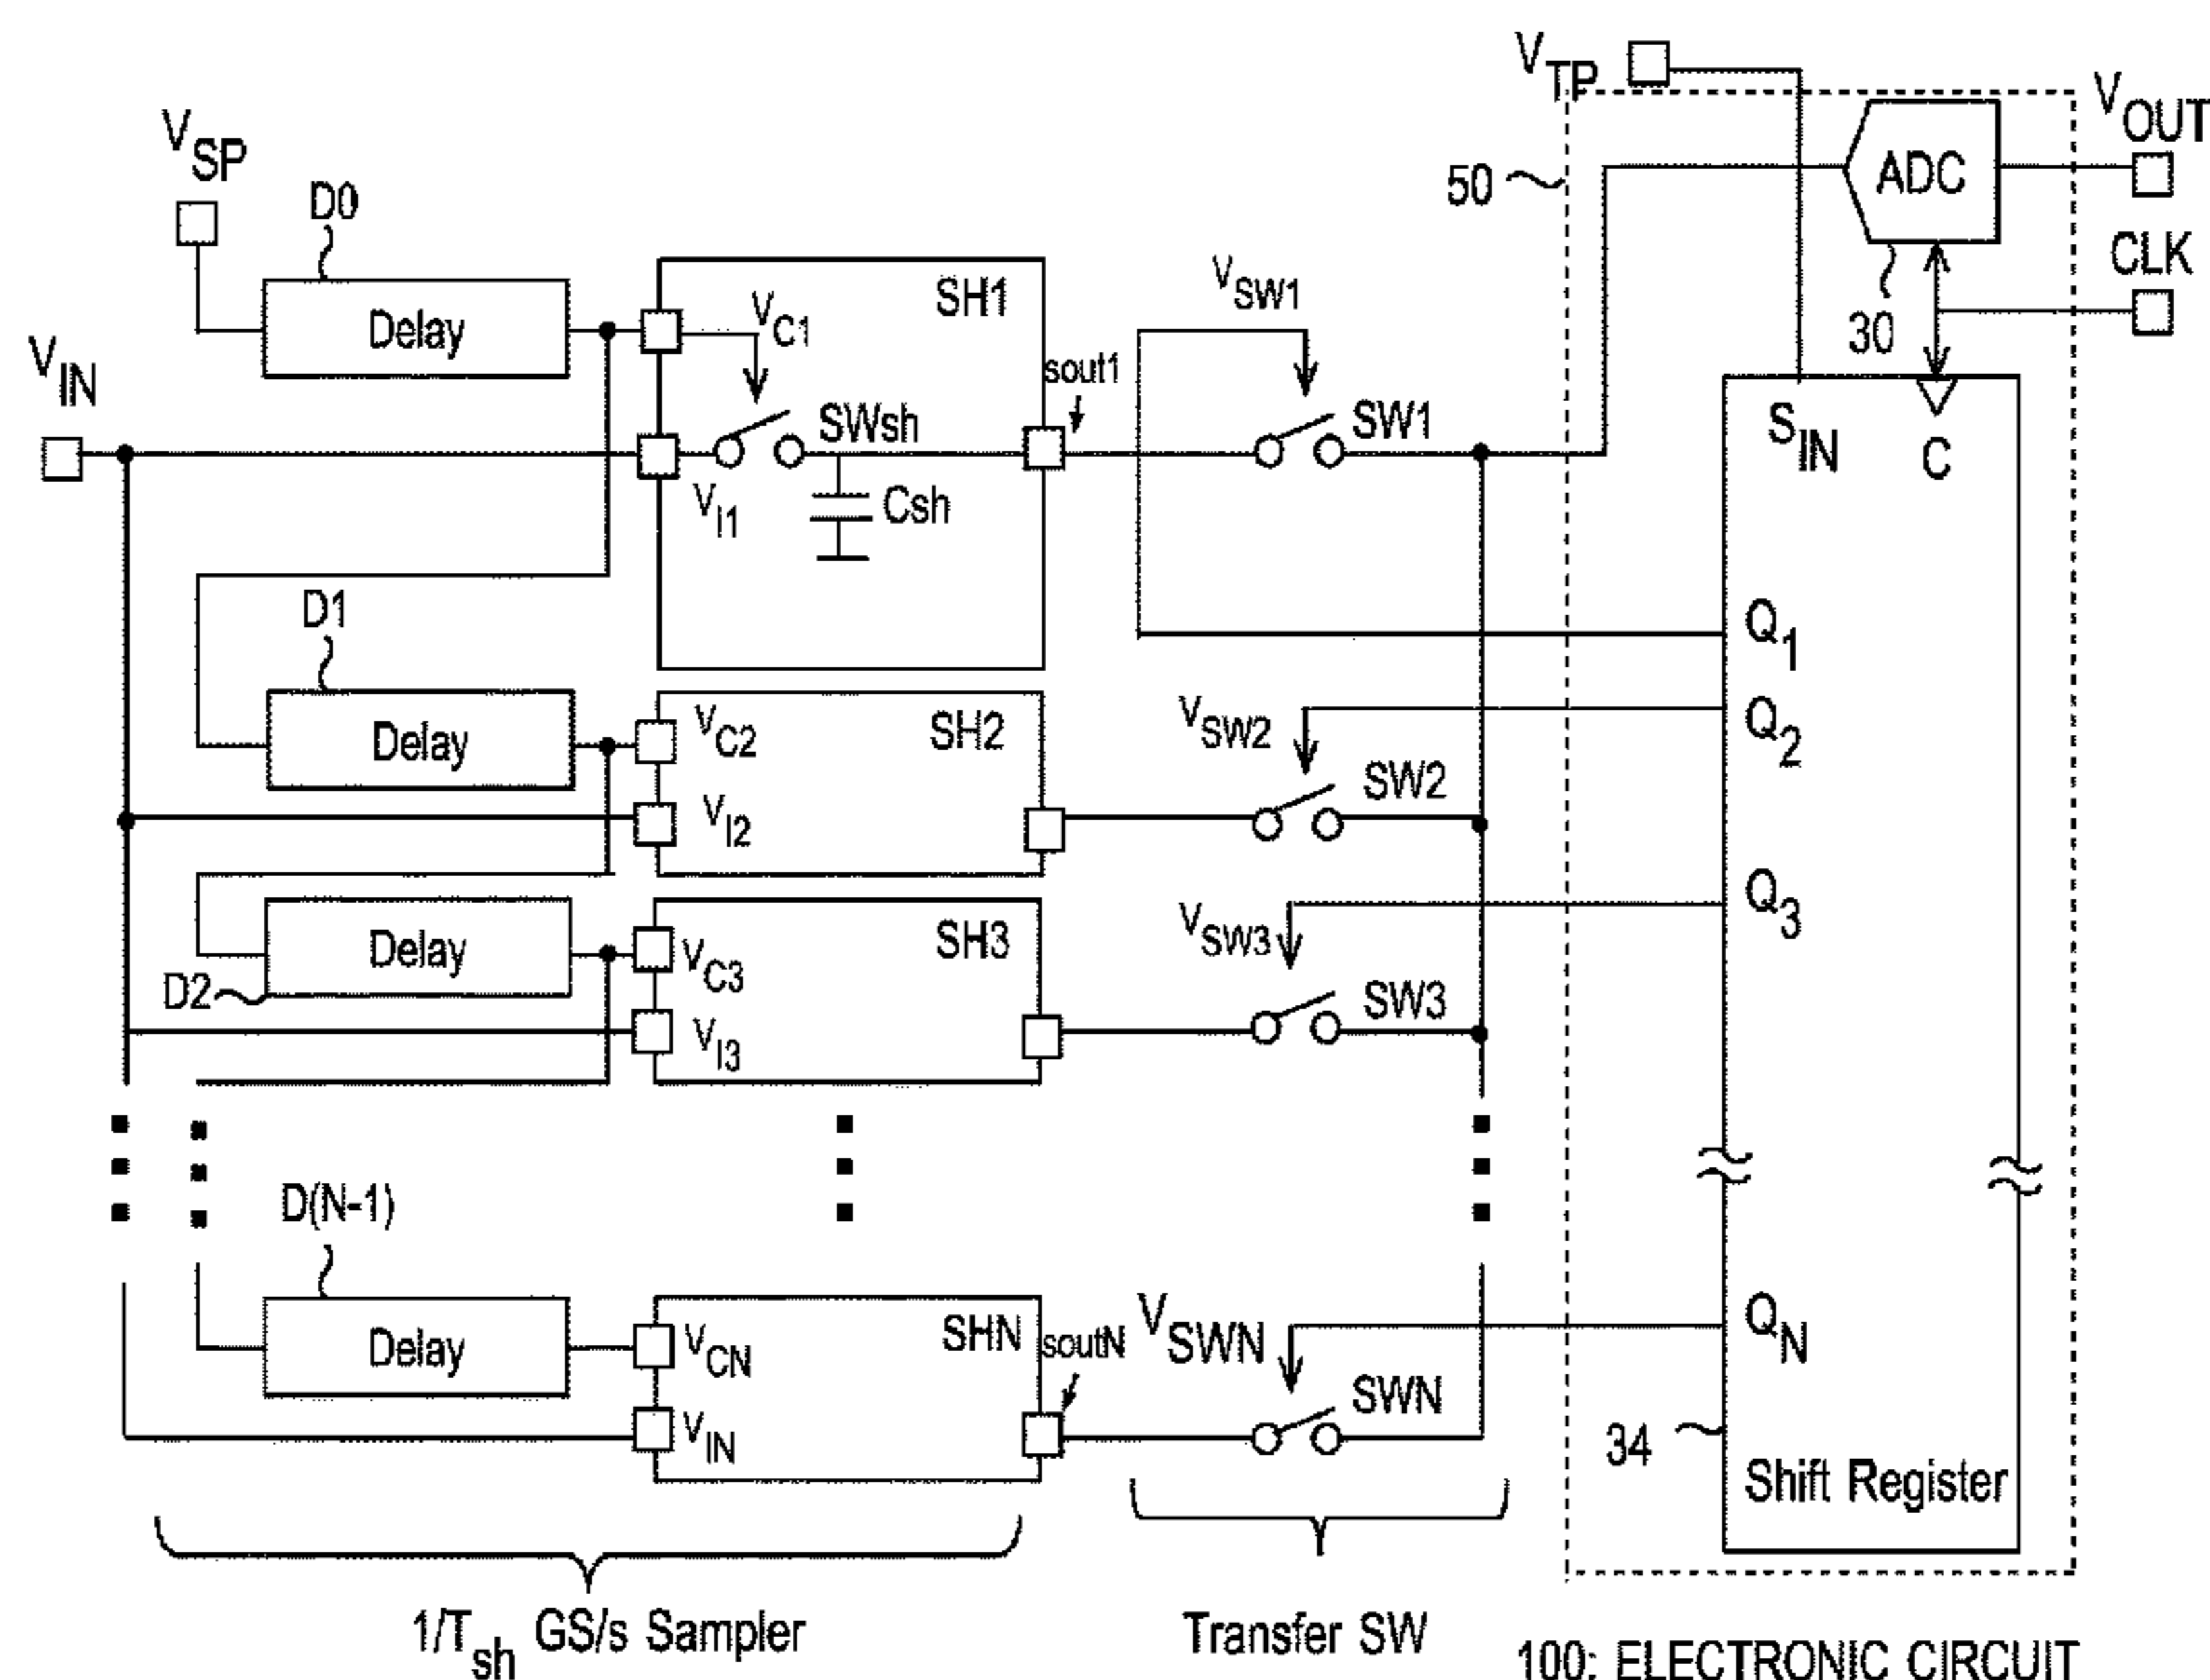 V_TP
V_OUT
V_SP
D0
50
ADC
CLK
Delay
V_C1
SH1
V_SW1
30
V_IN
sout1
SWsh
SW1
S_IN
C
V_I1
Csh
D1
Q_1
Delay
V_C2
SH2
V_SW2
Q_2
V_I2
SW2
Q_3
Delay
V_C3
SH3
V_SW3
D2
V_I3
SW3
D(N-1)
Delay
V_CN
SHN
soutN
V_SWN
Q_N
V_IN
SWN
34
Shift Register
1/T_sh GS/s Sampler
Transfer SW
100: ELECTRONIC CIRCUIT